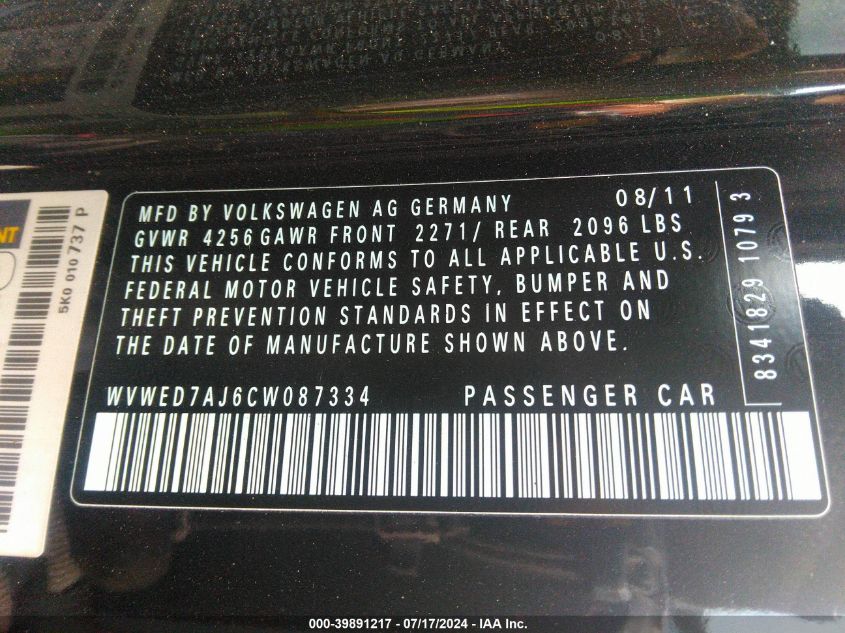 MFD BY VOLKSWAGEN AG GERMANY 08/11
GVWR 4256 GAWR FRONT 2271/ REAR 2096 LBS
THIS VEHICLE CONFORMS TO ALL APPLICABLE U.S.
FEDERAL MOTOR VEHICLE SAFETY, BUMPER AND
THEFT PREVENTION STANDARDS IN EFFECT ON
THE DATE OF MANUFACTURE SHOWN ABOVE.
WVWED7AJ6CW087334 PASSENGER CAR
8341829 1079 3
5K0 010 737 P
000-39891217 - 07/17/2024 - IAA Inc.